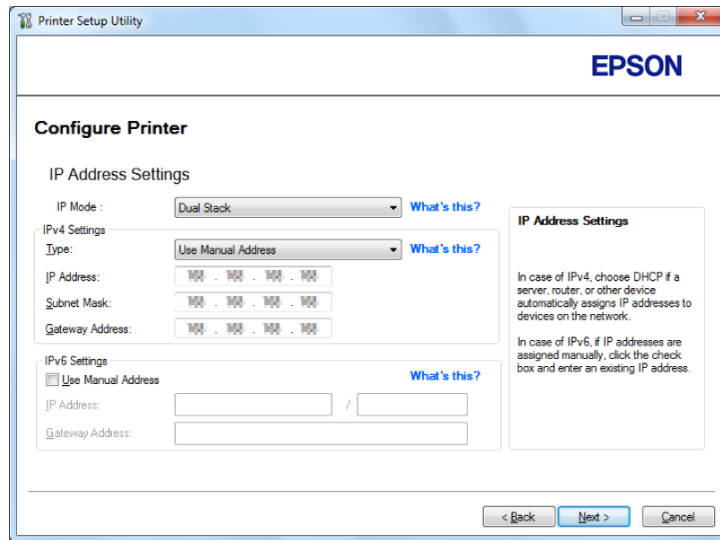 Printer Setup Utility
EPSON
Configure Printer
IP Address Settings
IP Mode :
Dual Stack
What's this?
IPv4 Settings
Type:
Use Manual Address
What's this?
IP Address:
Subnet Mask:
Gateway Address:
IPv6 Settings
Use Manual Address
What's this?
IP Address:
/
Gateway Address:
IP Address Settings
In case of IPv4, choose DHCP if a
server, router, or other device
automatically assigns IP addresses to
devices on the network.
In case of IPv6, if IP addresses are
assigned manually, click the check
box and enter an existing IP address.
< Back
Next >
Cancel